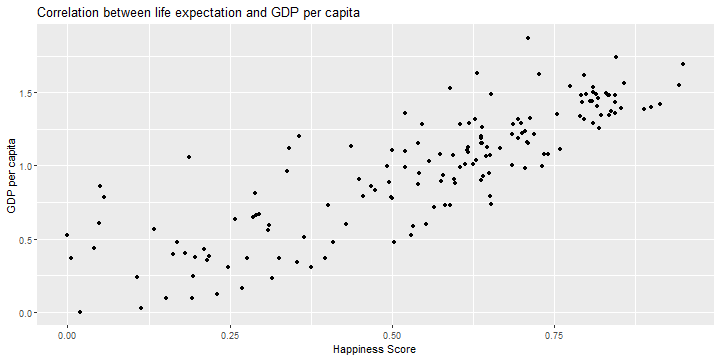 Correlation between life expectation and GDP per capita
GDP per capita
1.5
1.0
0.5
0.0
0.00 0.25 0.50 0.75
Happiness Score